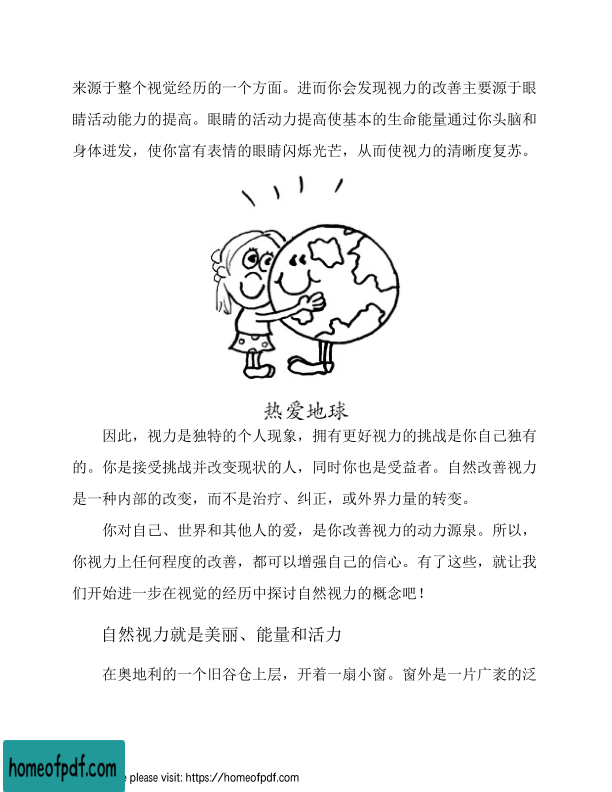 来源于整个视觉经历的一个方面。进而你会发现视力的改善主要源于眼
睛活动能力的提高。眼睛的活动力提高使基本的生命能量通过你头脑和
身体迸发，使你富有表情的眼睛闪烁光芒，从而使视力的清晰度复苏。
热爱地球
因此，视力是独特的个人现象，拥有更好视力的挑战是你自己独有
的。你是接受挑战并改变现状的人，同时你也是受益者。自然改善视力
是一种内部的改变，而不是治疗、纠正，或外界力量的转变。
你对自己、世界和其他人的爱，是你改善视力的动力源泉。所以，
你视力上任何程度的改善，都可以增强自己的信心。有了这些，就让我
们开始进一步在视觉的经历中探讨自然视力的概念吧！
自然视力就是美丽、能量和活力
在奥地利的一个旧谷仓上层，开着一扇小窗。窗外是一片广袤的泛
homeofpdf.com
e please visit: https://homeofpdf.com